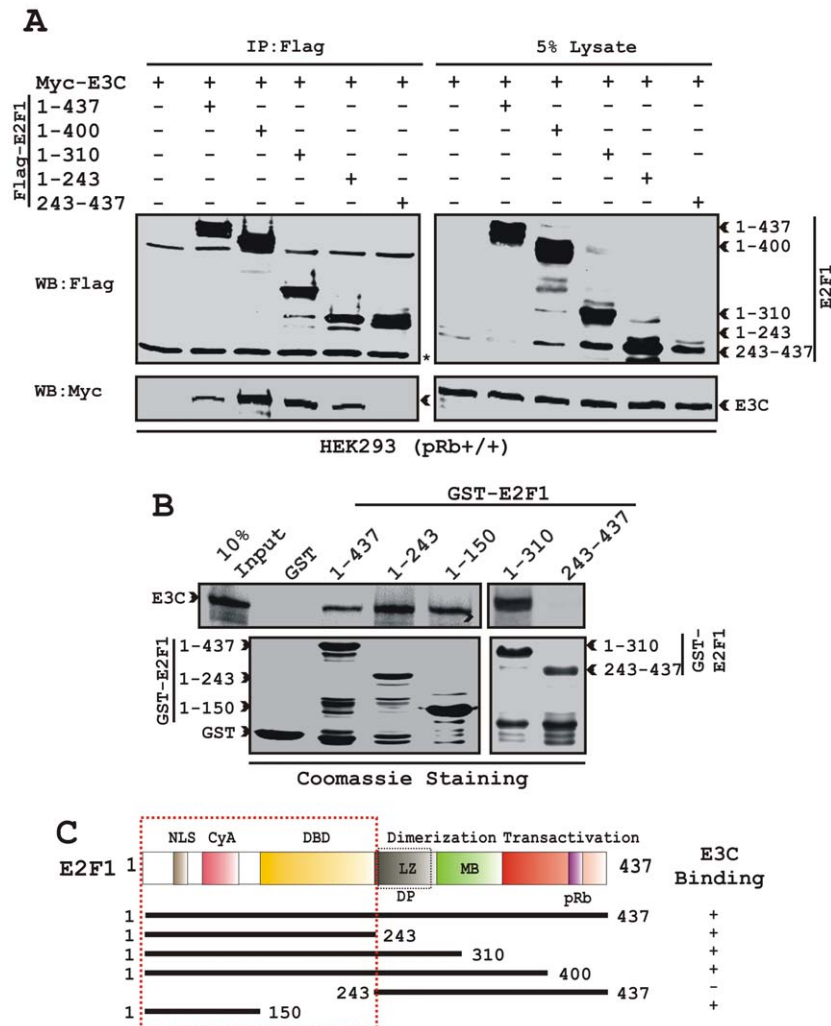 A
IP:Flag 5% Lysate
Myc-E3C + + + + + + + + + + + +
Flag-E2F1
1-437 – + – – – – – + – – – –
1-400 – – + – – – – – + – – –
1-310 – – – + – – – – – + – –
1-243 – – – – + – – – – – + –
243-437 – – – – – + – – – – – +
WB:Flag
1-437
1-400
1-310
1-243
243-437
E2F1
*
WB:Myc
E3C
HEK293 (pRb+/+)
B
GST-E2F1
10% Input GST 1-437 1-243 1-150 1-310 243-437
E3C
GST-E2F1
1-437
1-243
1-150
GST
1-310
243-437
GST-E2F1
Coomassie Staining
C
NLS CyA DBD Dimerization Transactivation
E2F1 1 LZ MB 437 E3C Binding
DP pRb
1 437 +
1 243 +
1 310 +
1 400 +
243 437 –
1 150 +